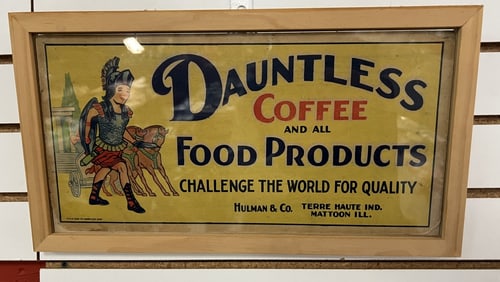 DAUNTLESS
COFFEE
AND ALL
FOOD PRODUCTS
CHALLENGE THE WORLD FOR QUALITY
HULMAN & CO. TERRE HAUTE IND.
MATTOON ILL.